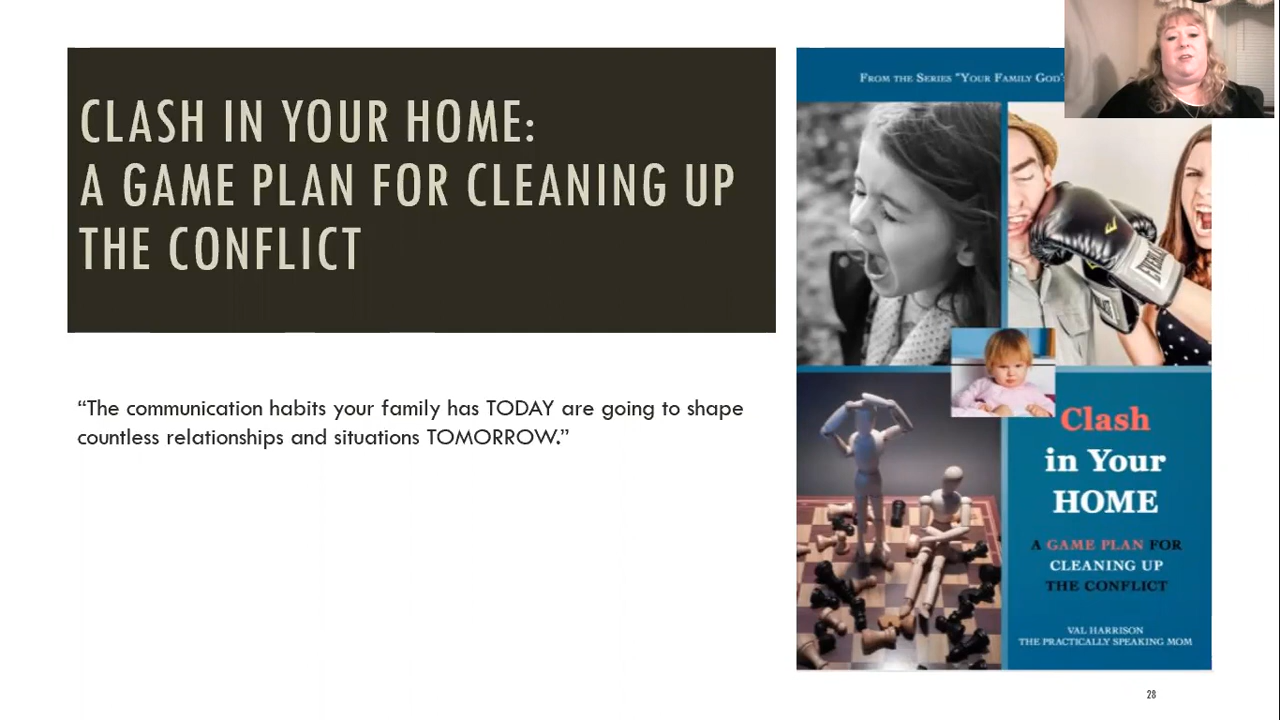 CLASH IN YOUR HOME:
A GAME PLAN FOR CLEANING UP
THE CONFLICT
“The communication habits your family has TODAY are going to shape
countless relationships and situations TOMORROW.”
FROM THE SERIES “YOUR FAMILY GOD'S
EVERLAST
Clash
in Your
HOME
A GAME PLAN FOR
CLEANING UP
THE CONFLICT
VAL HARRISON
THE PRACTICALLY SPEAKING MOM
28